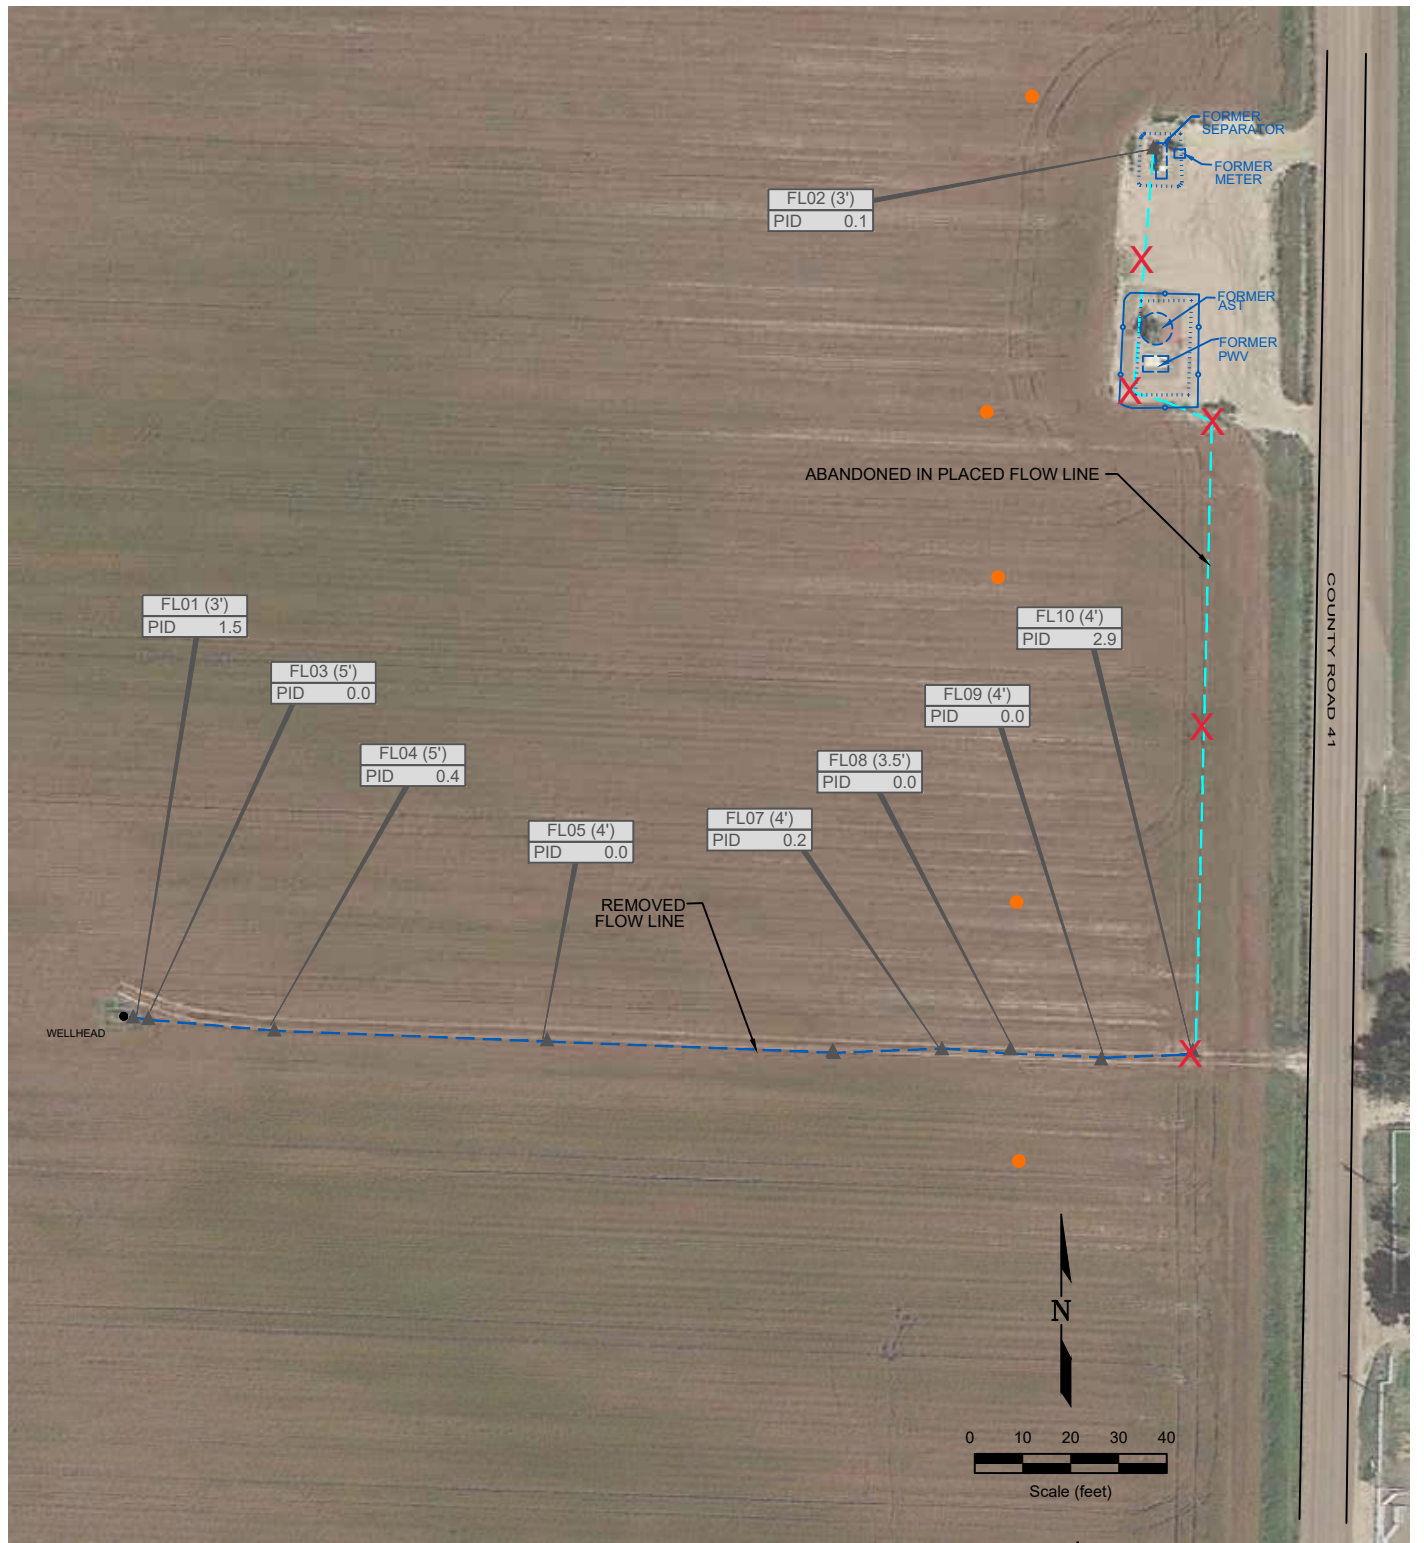 FORMER
SEPARATOR
FORMER
METER
FL02 (3')
PID 0.1
FORMER
AST
FORMER
PWV
ABANDONED IN PLACED FLOW LINE
COUNTY ROAD 41
FL01 (3')
PID 1.5
FL10 (4')
PID 2.9
FL03 (5')
PID 0.0
FL09 (4')
PID 0.0
FL04 (5')
PID 0.4
FL08 (3.5')
PID 0.0
FL07 (4')
PID 0.2
FL05 (4')
PID 0.0
REMOVED
FLOW LINE
WELLHEAD
N
0 10 20 30 40
Scale (feet)